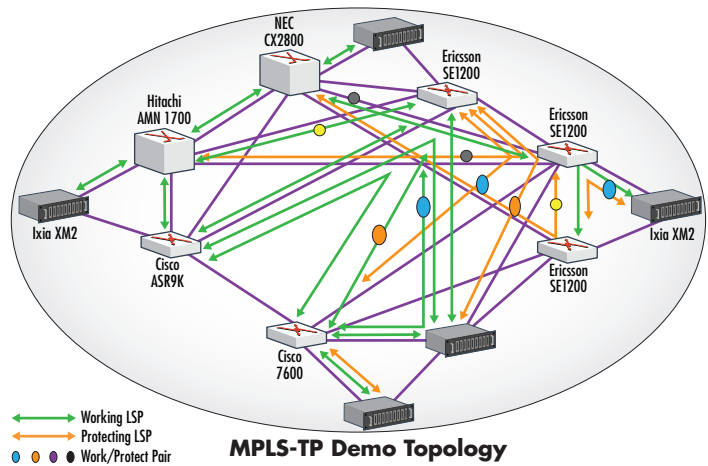 NEC
CX2800
Ericsson
SE1200
Hitachi
AMN 1700
Ericsson
SE1200
Ixia XM2
Ixia XM2
Cisco
ASR9K
Ericsson
SE1200
Cisco
7600
Working LSP
Protecting LSP
Work/Protect Pair
MPLS-TP Demo Topology